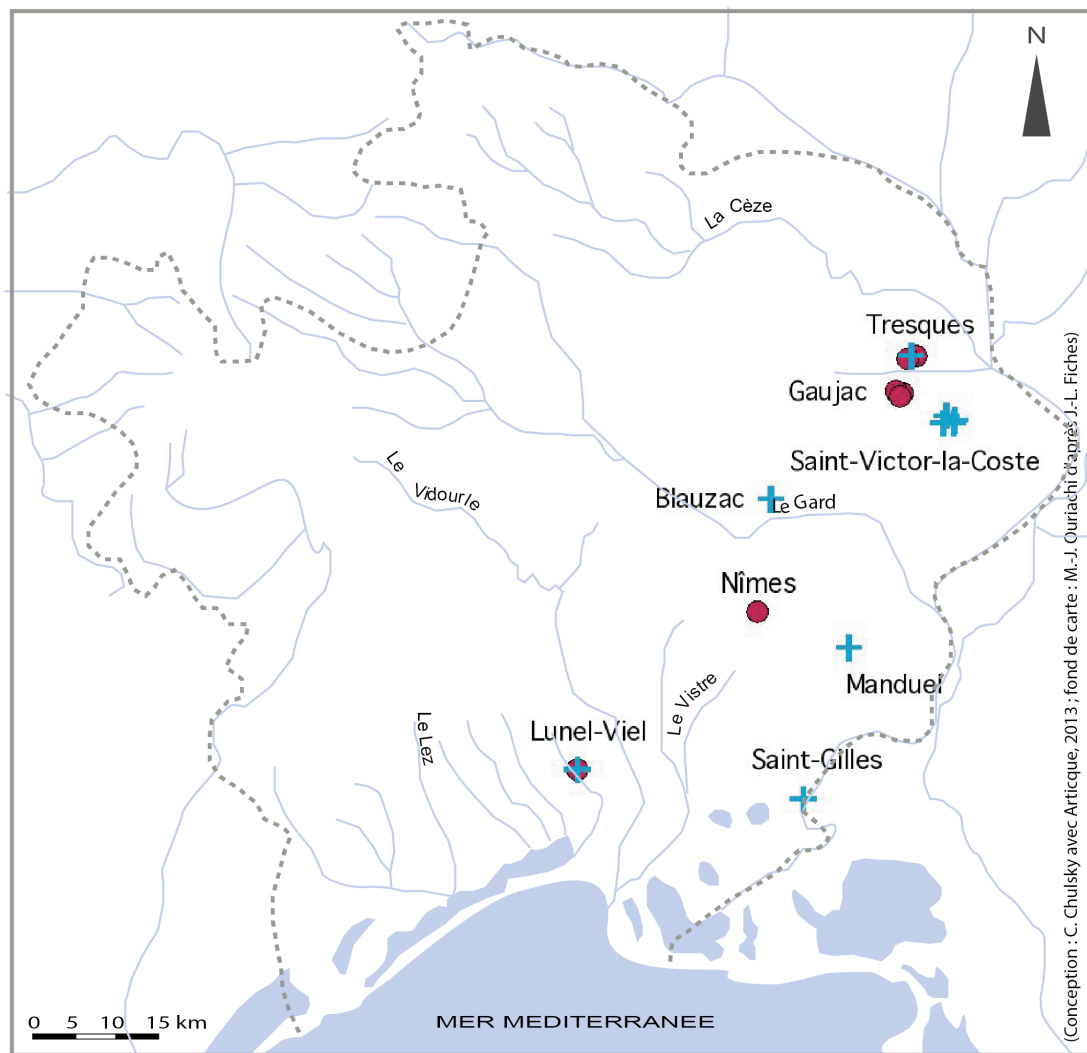 N
La Cèze
Tresques
Gaujac
Saint-Victor-la-Coste
Le
Vidourle
Blauzac
Le Gard
Nîmes
Manduel
Le Vistre
Le Lez
Lunel-Viel
Saint-Gilles
0 5 10 15 km
MER MEDITERRANEE
(Conception : C. Chulsky avec Articque, 2013 ; fond de carte : M.-J. Ouriachi d'après J.-L. Fiches)